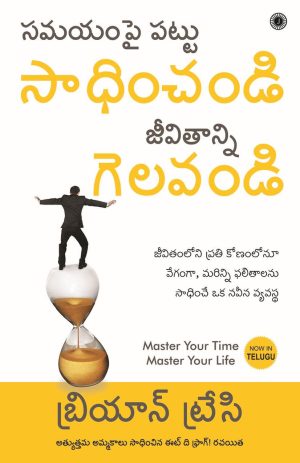 సమయంపై పట్టు
సాధించండి
జీవితాన్ని
గెలవండి
జీవితంలోని ప్రతి కోణంలోనూ
వేగంగా, మరిన్ని ఫలితాలను
సాధించే ఒక నవీన వ్యవస్థ
Master Your Time
Master Your Life
NOW IN
TELUGU
బ్రియాన్ ట్రేసి
అత్యుత్తమ అమ్మకాలు సాధించిన ఈట్ ది ఫ్రాగ్! రచయిత